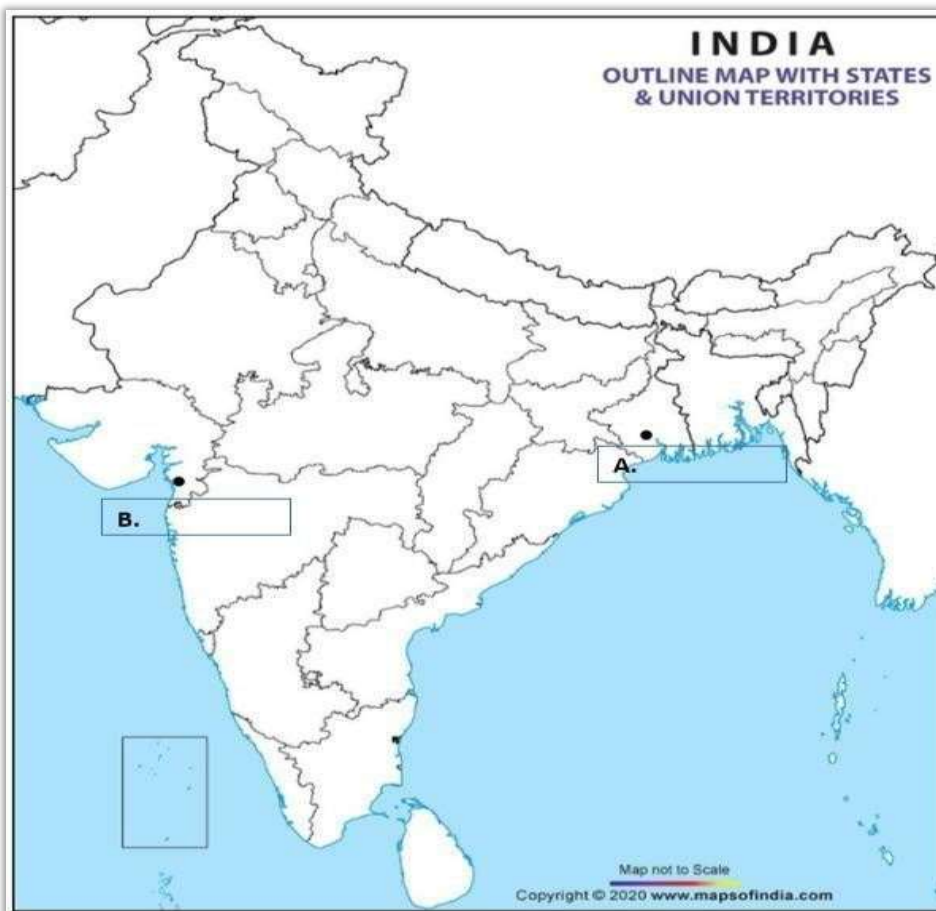 INDIA
OUTLINE MAP WITH STATES
& UNION TERRITORIES
A.
B.
Map not to Scale
Copyright © 2020 www.mapsofindia.com